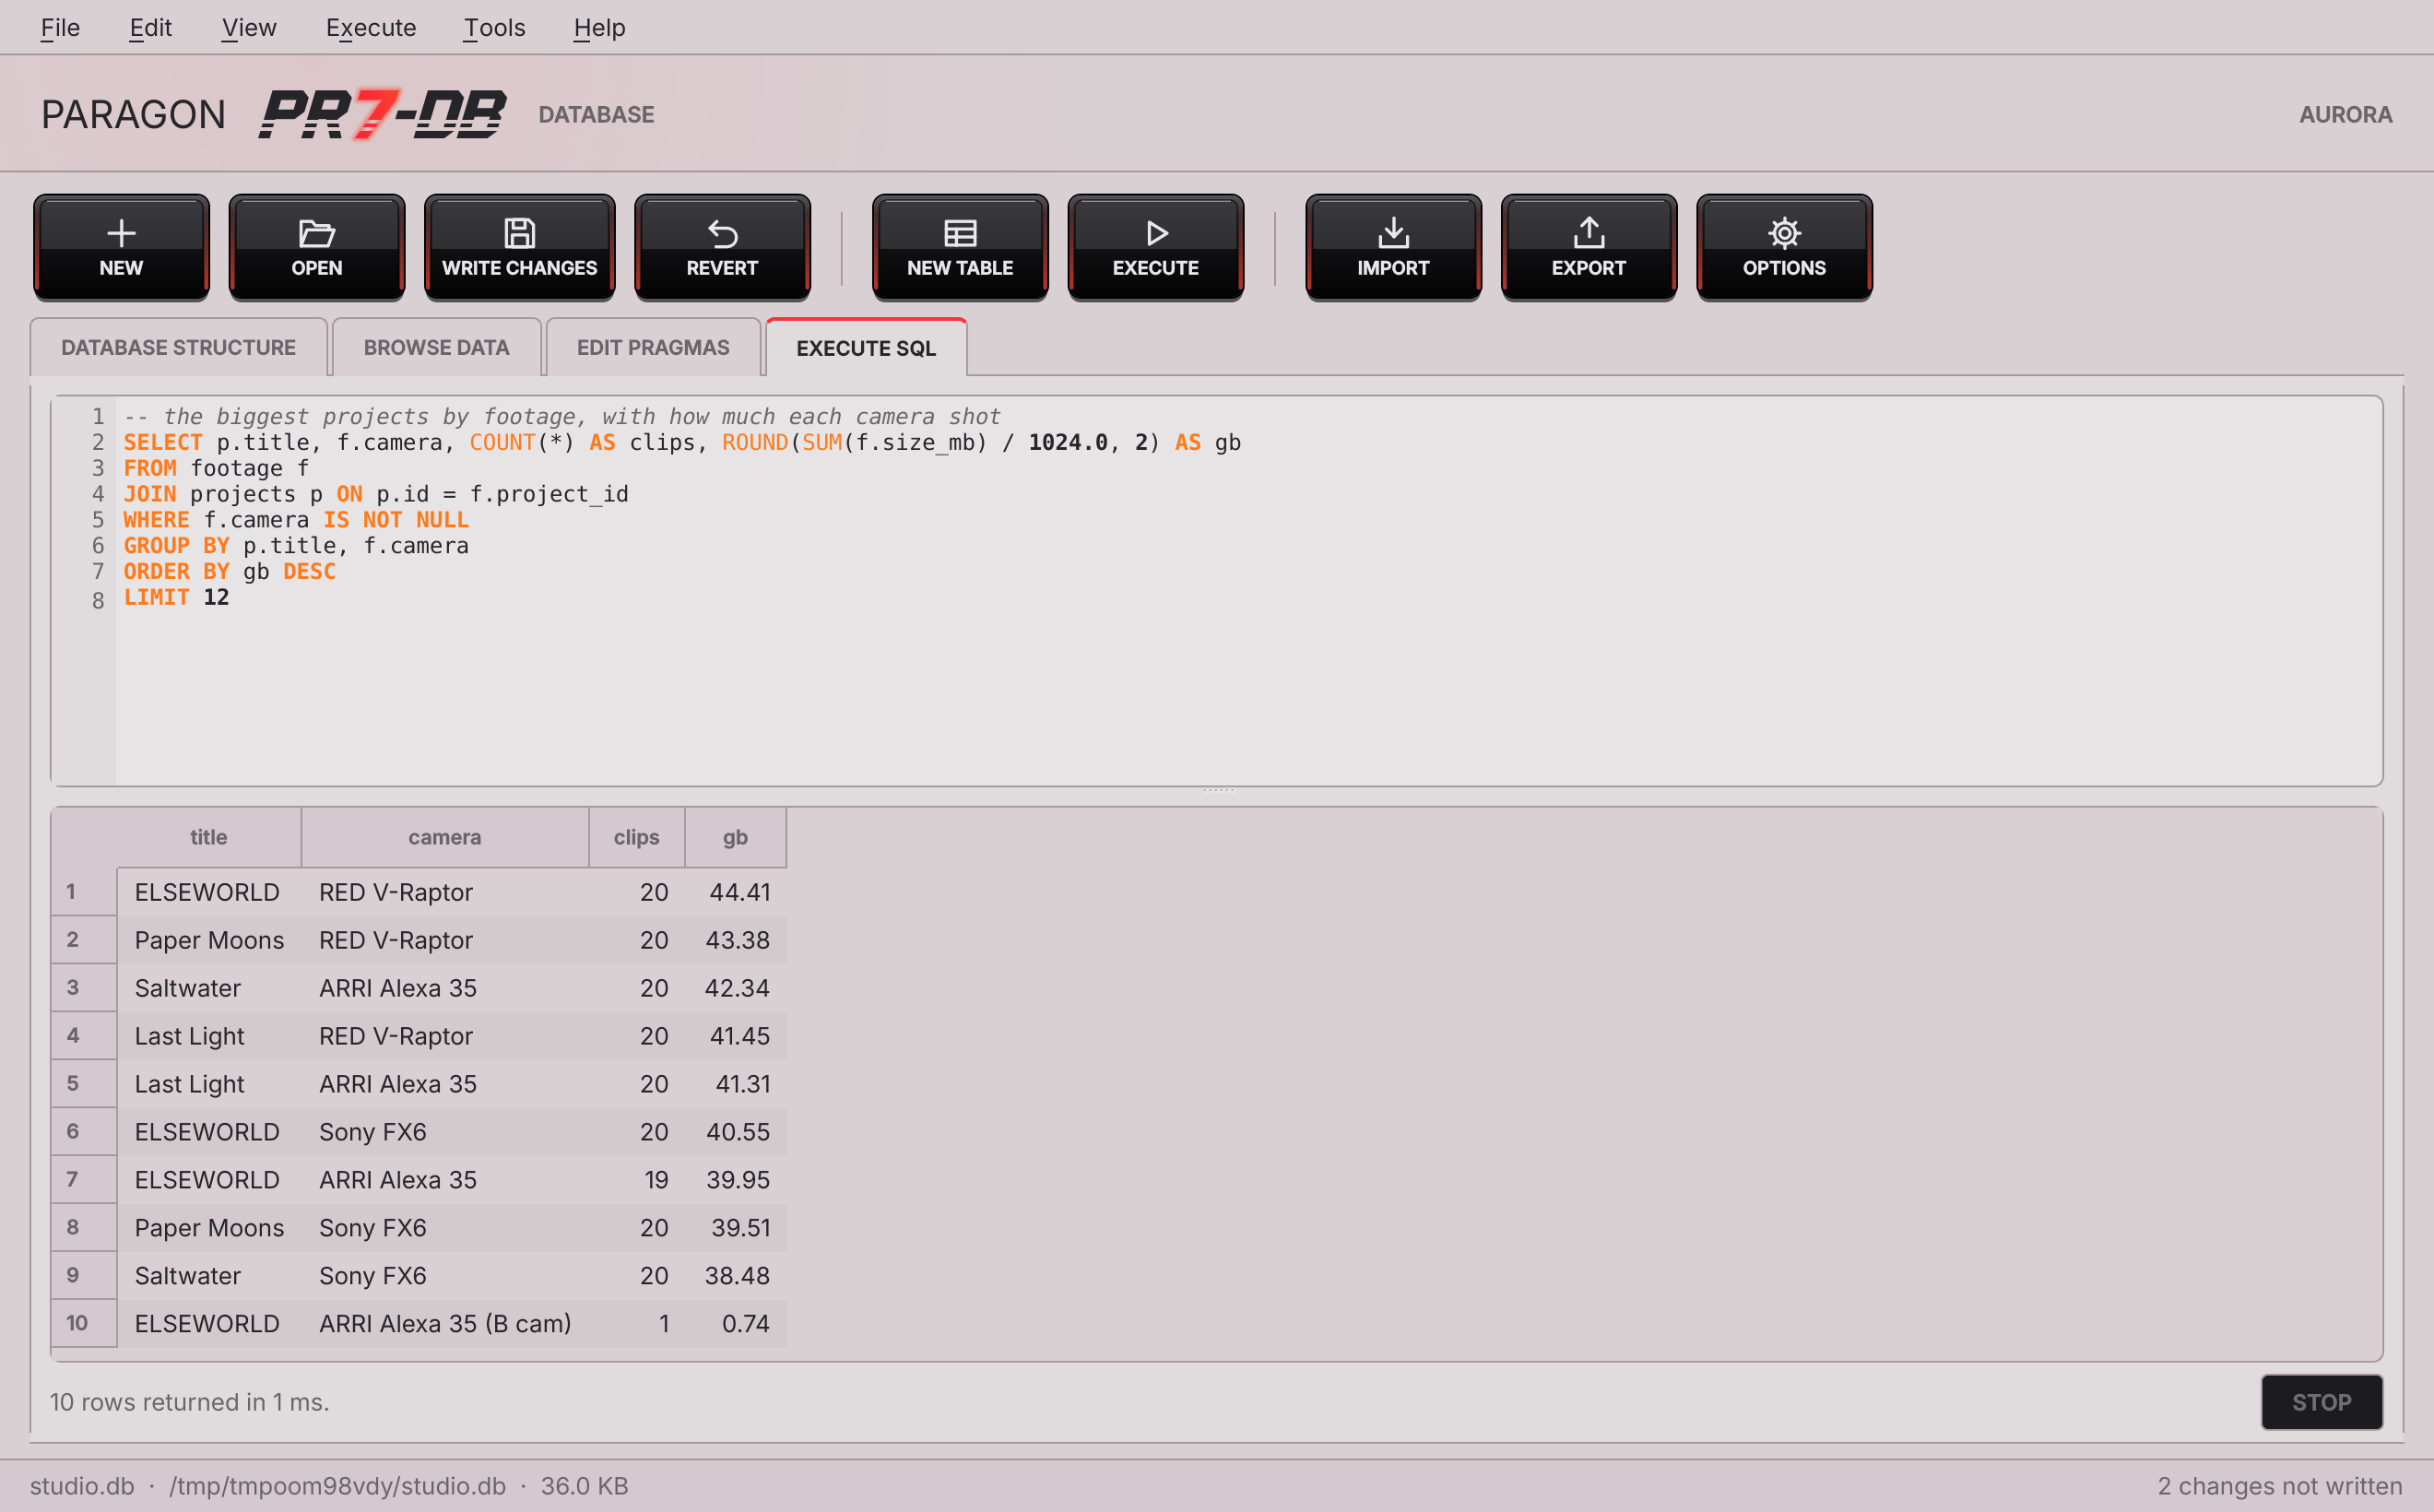 File Edit View Execute Tools Help
PARAGON PR7-DB DATABASE AURORA
NEW OPEN WRITE CHANGES REVERT NEW TABLE EXECUTE IMPORT EXPORT OPTIONS
DATABASE STRUCTURE BROWSE DATA EDIT PRAGMAS EXECUTE SQL
1 -- the biggest projects by footage, with how much each camera shot
2 SELECT p.title, f.camera, COUNT(*) AS clips, ROUND(SUM(f.size_mb) / 1024.0, 2) AS gb
3 FROM footage f
4 JOIN projects p ON p.id = f.project_id
5 WHERE f.camera IS NOT NULL
6 GROUP BY p.title, f.camera
7 ORDER BY gb DESC
8 LIMIT 12
title camera clips gb
1 ELSEWORLD RED V-Raptor 20 44.41
2 Paper Moons RED V-Raptor 20 43.38
3 Saltwater ARRI Alexa 35 20 42.34
4 Last Light RED V-Raptor 20 41.45
5 Last Light ARRI Alexa 35 20 41.31
6 ELSEWORLD Sony FX6 20 40.55
7 ELSEWORLD ARRI Alexa 35 19 39.95
8 Paper Moons Sony FX6 20 39.51
9 Saltwater Sony FX6 20 38.48
10 ELSEWORLD ARRI Alexa 35 (B cam) 1 0.74
10 rows returned in 1 ms. STOP
studio.db · /tmp/tmpoom98vdy/studio.db · 36.0 KB 2 changes not written